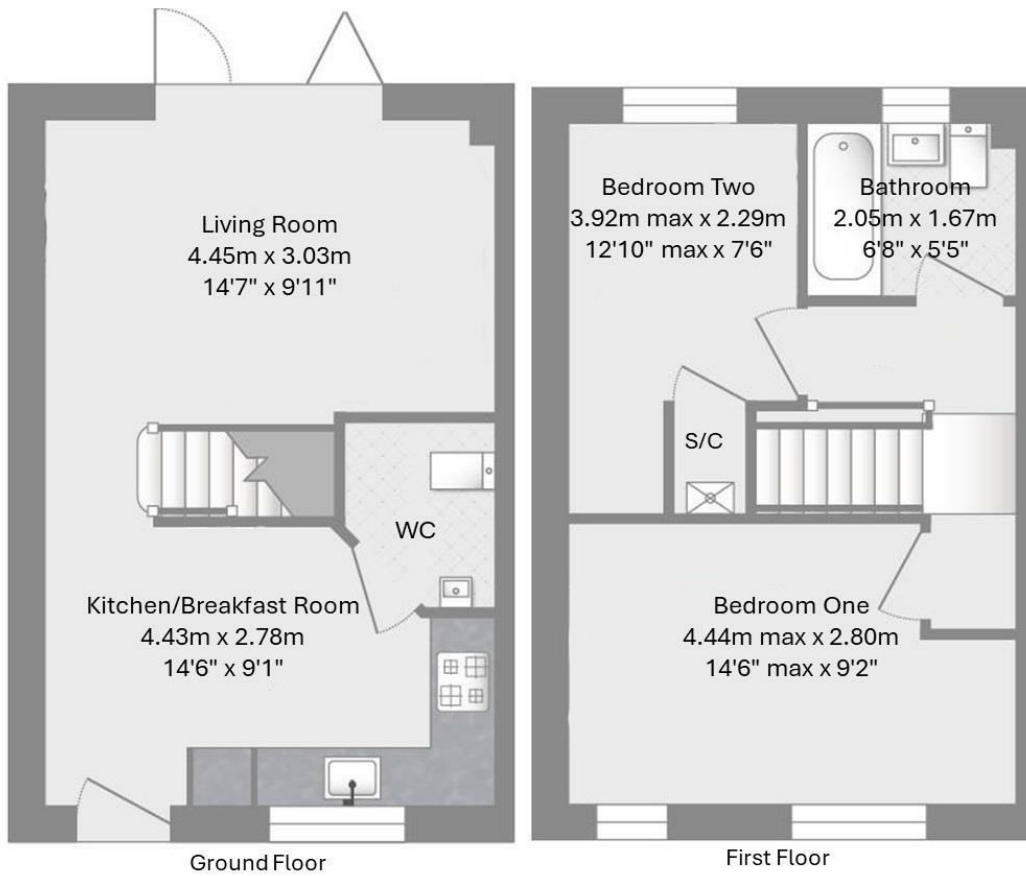 Living Room
4.45m x 3.03m
14'7" x 9'11"
WC
Kitchen/Breakfast Room
4.43m x 2.78m
14'6" x 9'1"
Ground Floor
Bedroom Two
3.92m max x 2.29m
12'10" max x 7'6"
Bathroom
2.05m x 1.67m
6'8" x 5'5"
S/C
Bedroom One
4.44m max x 2.80m
14'6" max x 9'2"
First Floor